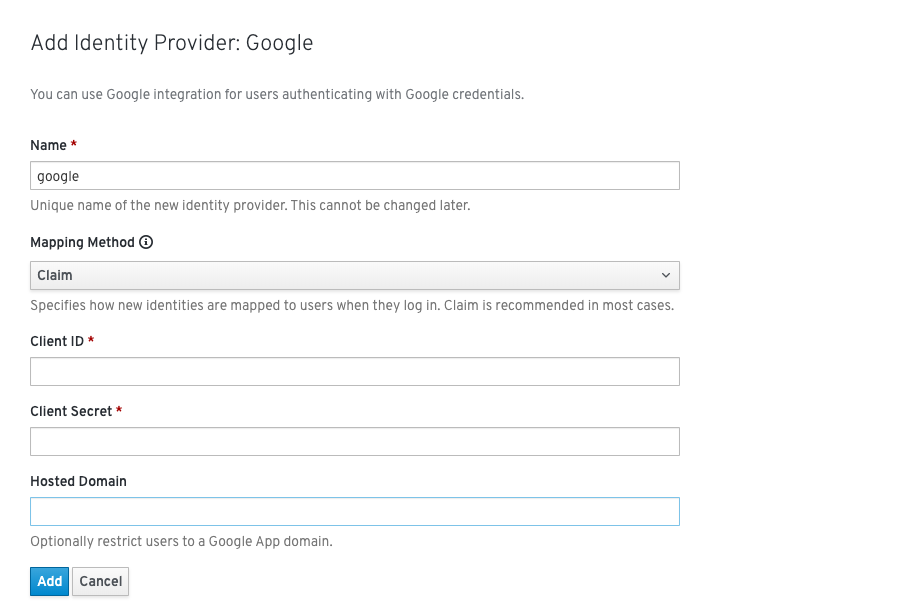 Add Identity Provider: Google
You can use Google integration for users authenticating with Google credentials.
Name *
google
Unique name of the new identity provider. This cannot be changed later.
Mapping Method
Claim
Specifies how new identities are mapped to users when they log in. Claim is recommended in most cases.
Client ID *
Client Secret *
Hosted Domain
Optionally restrict users to a Google App domain.
Add Cancel